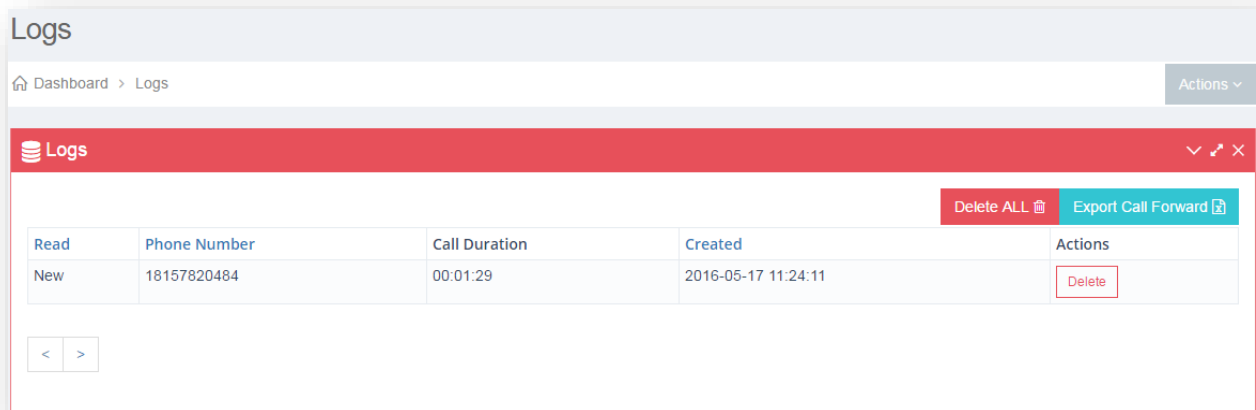 Logs
Dashboard > Logs
Actions
Logs
Delete ALL Export Call Forward
Read Phone Number Call Duration Created Actions
New 18157820484 00:01:29 2016-05-17 11:24:11 Delete
< >